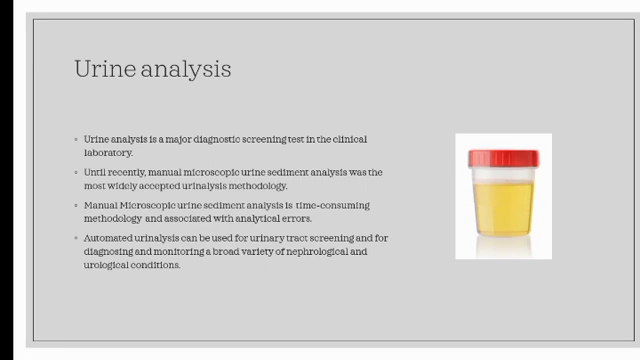 Urine analysis
▫ Urine analysis is a major diagnostic screening test in the clinical
laboratory.
▫ Until recently, manual microscopic urine sediment analysis was the
most widely accepted urinalysis methodology.
▫ Manual Microscopic urine sediment analysis is time-consuming
methodology and associated with analytical errors.
▫ Automated urinalysis can be used for urinary tract screening and for
diagnosing and monitoring a broad variety of nephrological and
urological conditions.